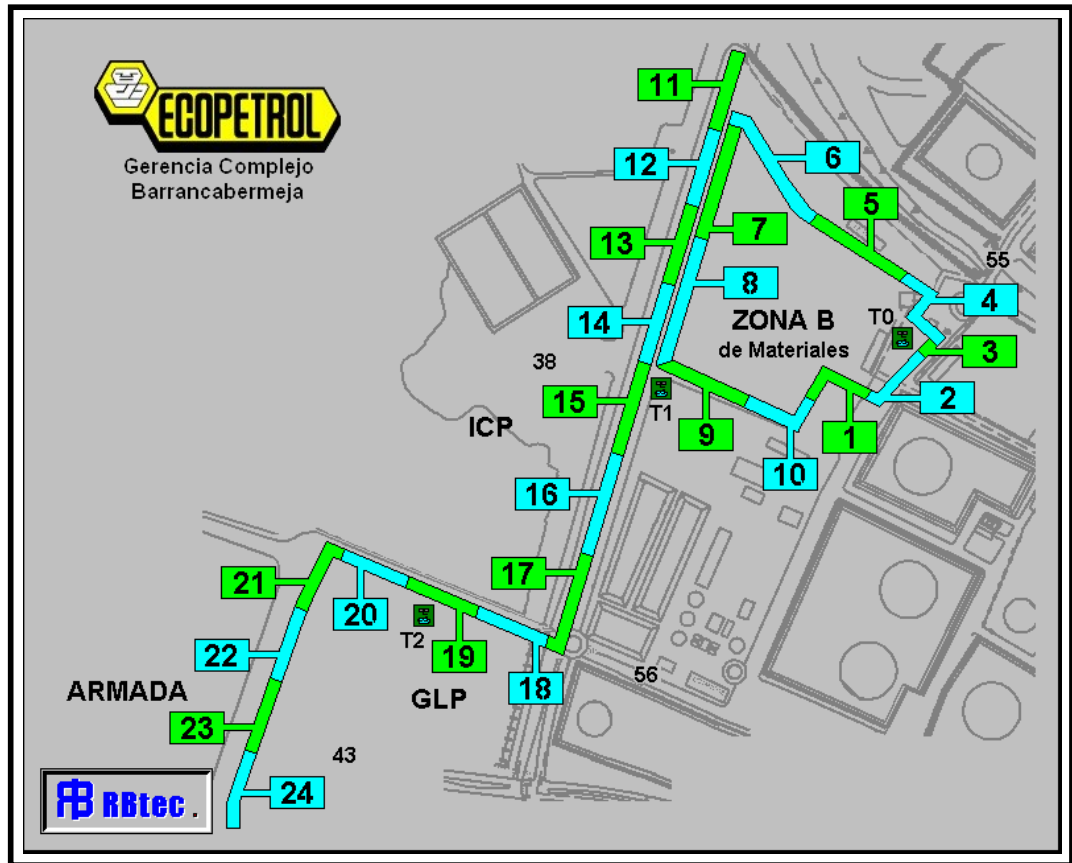 ECOPETROL
Gerencia Complejo
Barrancabermeja
11
12
6
5
13
7
55
8
4
14
T0
ZONA B
de Materiales
3
38
T1
2
15
ICP
9
1
10
16
17
21
20
T2
19
22
56
18
ARMADA
GLP
23
43
24
RBtec .